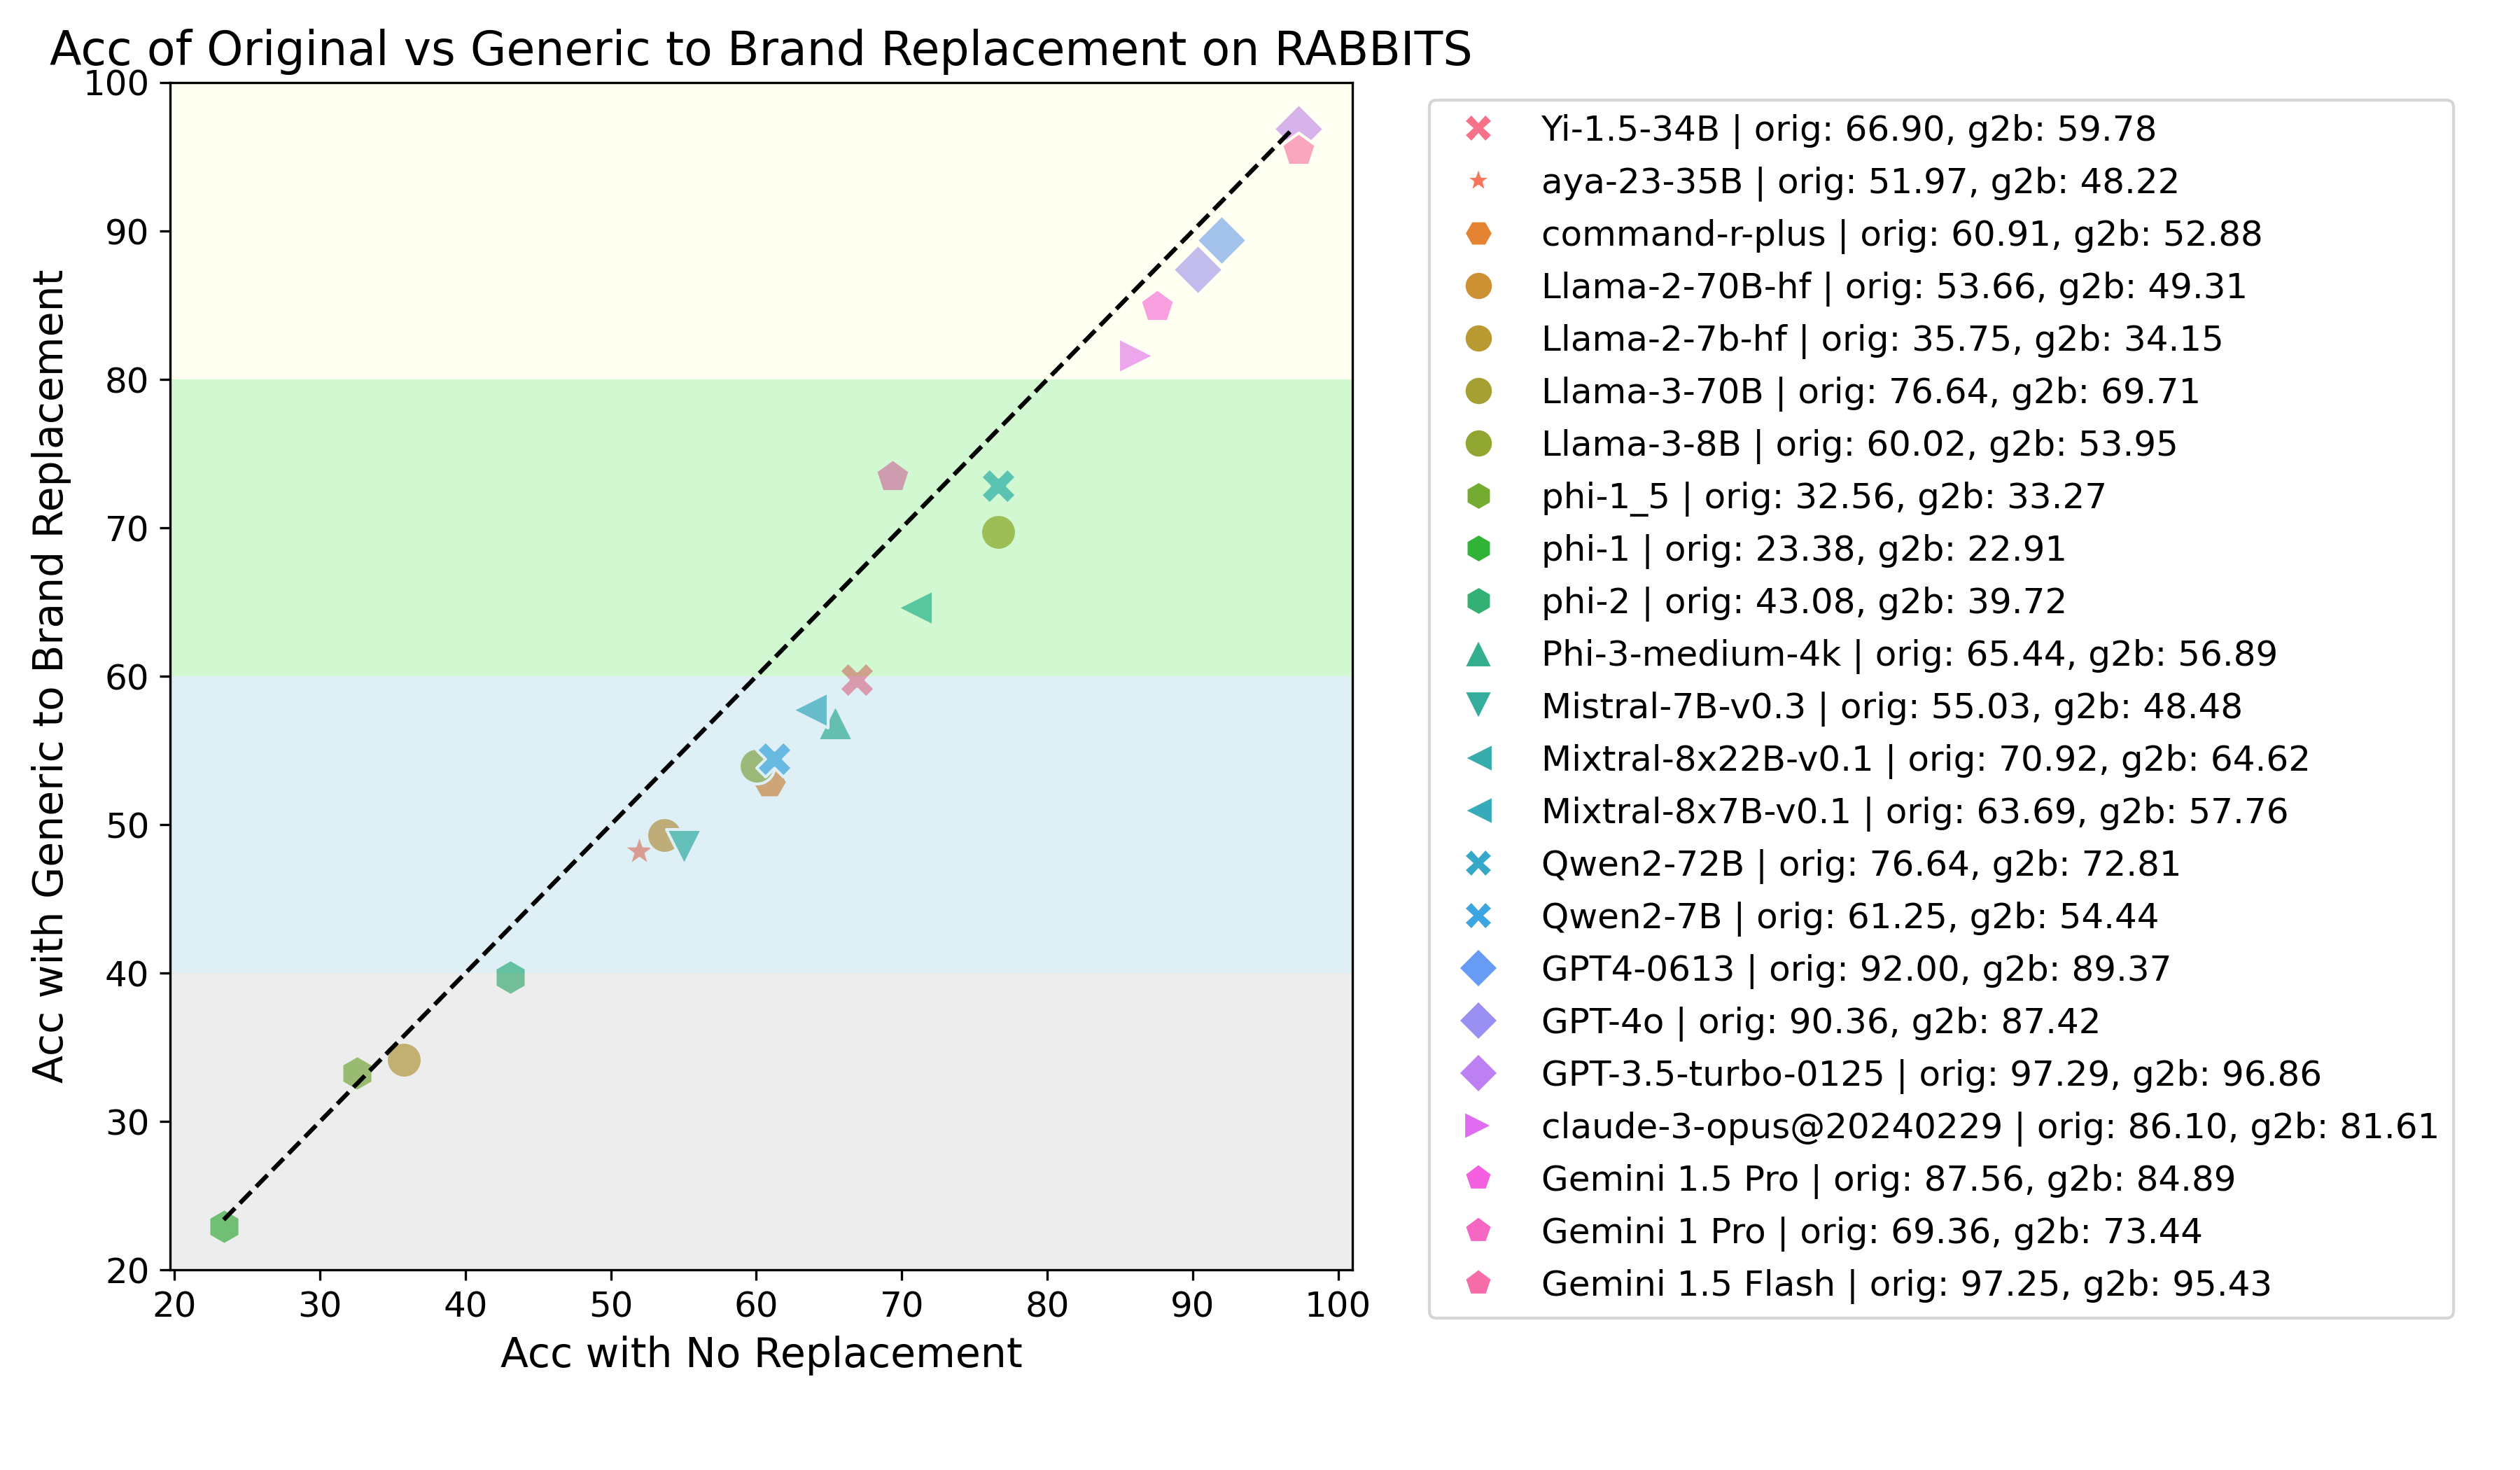 Acc of Original vs Generic to Brand Replacement on RABBITS
Acc with Generic to Brand Replacement
100
90
80
70
60
50
40
30
20
20 30 40 50 60 70 80 90 100
Acc with No Replacement
Yi-1.5-34B | orig: 66.90, g2b: 59.78
aya-23-35B | orig: 51.97, g2b: 48.22
command-r-plus | orig: 60.91, g2b: 52.88
Llama-2-70B-hf | orig: 53.66, g2b: 49.31
Llama-2-7b-hf | orig: 35.75, g2b: 34.15
Llama-3-70B | orig: 76.64, g2b: 69.71
Llama-3-8B | orig: 60.02, g2b: 53.95
phi-1_5 | orig: 32.56, g2b: 33.27
phi-1 | orig: 23.38, g2b: 22.91
phi-2 | orig: 43.08, g2b: 39.72
Phi-3-medium-4k | orig: 65.44, g2b: 56.89
Mistral-7B-v0.3 | orig: 55.03, g2b: 48.48
Mixtral-8x22B-v0.1 | orig: 70.92, g2b: 64.62
Mixtral-8x7B-v0.1 | orig: 63.69, g2b: 57.76
Qwen2-72B | orig: 76.64, g2b: 72.81
Qwen2-7B | orig: 61.25, g2b: 54.44
GPT4-0613 | orig: 92.00, g2b: 89.37
GPT-4o | orig: 90.36, g2b: 87.42
GPT-3.5-turbo-0125 | orig: 97.29, g2b: 96.86
claude-3-opus@20240229 | orig: 86.10, g2b: 81.61
Gemini 1.5 Pro | orig: 87.56, g2b: 84.89
Gemini 1 Pro | orig: 69.36, g2b: 73.44
Gemini 1.5 Flash | orig: 97.25, g2b: 95.43